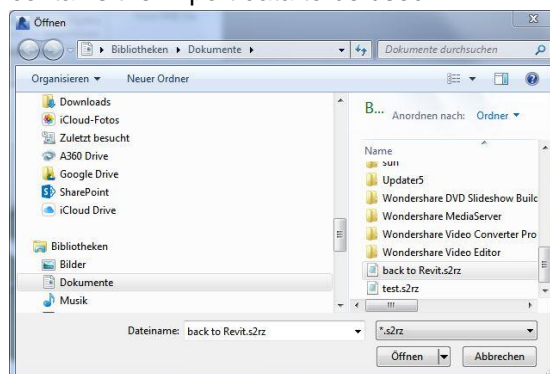 Öffnen
Bibliotheken Dokumente
Dokumente durchsuchen
Organisieren
Neuer Ordner
Downloads
iCloud-Fotos
Zuletzt besucht
A360 Drive
Google Drive
SharePoint
iCloud Drive
Bibliotheken
Bilder
Dokumente
Musik
B... Anordnen nach: Ordner
Name
sun
Updater5
Wondershare DVD Slideshow Builc
Wondershare MediaServer
Wondershare Video Converter Pro
Wondershare Video Editor
back to Revit.s2rz
test.s2rz
Dateiname: back to Revit.s2rz
*.s2rz
Öffnen
Abbrechen